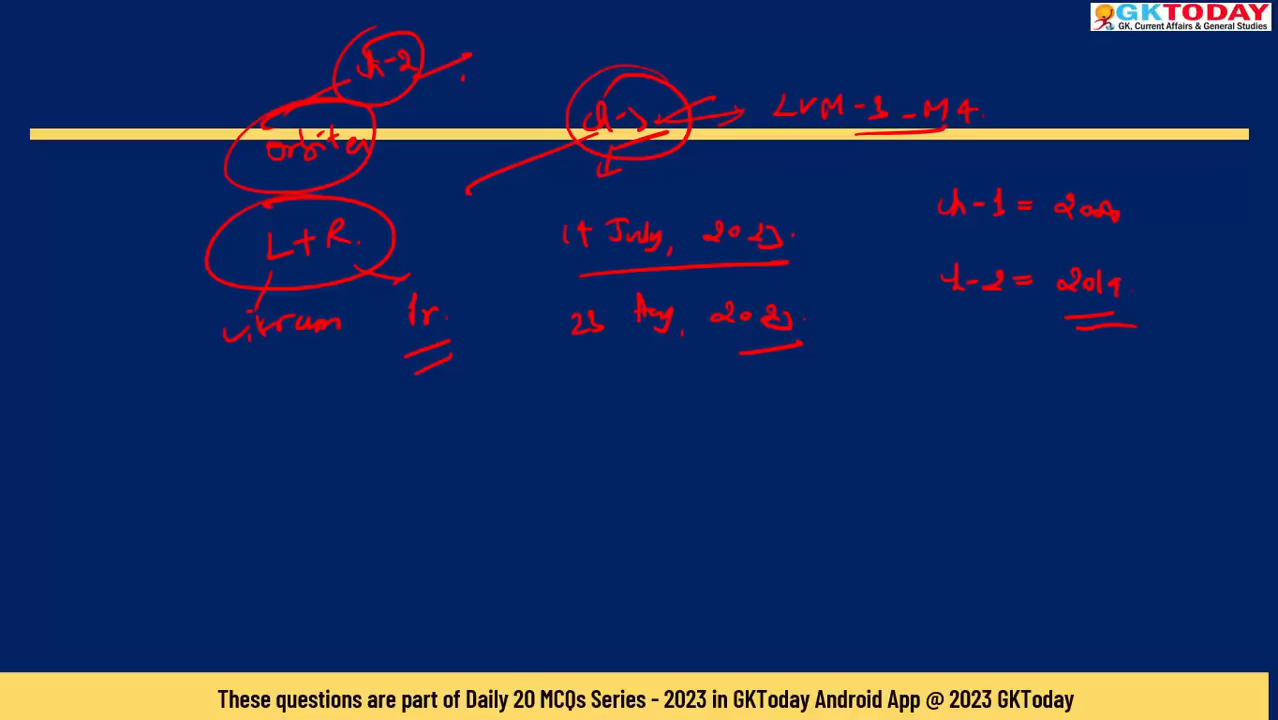 GKTODAY
GK, Current Affairs & General Studies
ch-2
orbiter
L+R.
vikram
Pr.
ch-3
LVM-3-M4.
14 July, 2023.
23 Aug, 2023.
ch-1 = 2008
ch-2 = 2019.
These questions are part of Daily 20 MCQs Series - 2023 in GKToday Android App @ 2023 GKToday